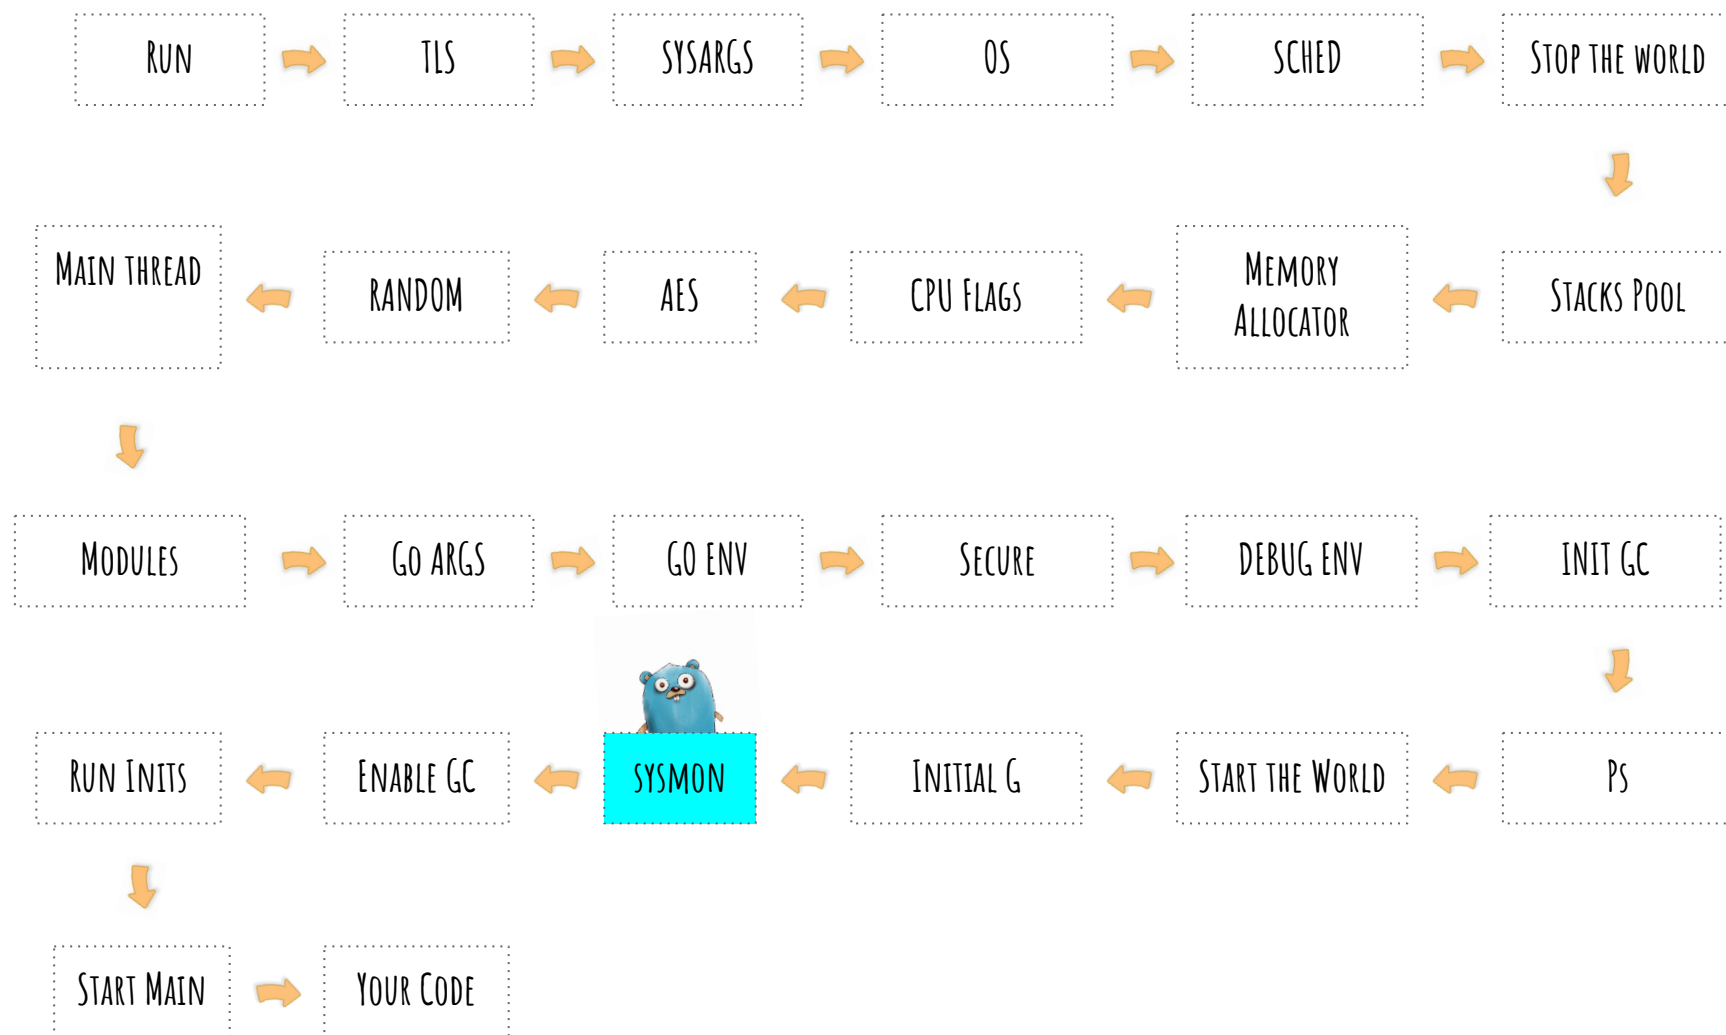 Run
TLS
SYSARGS
OS
SCHED
Stop the world
Main thread
RANDOM
AES
CPU Flags
Memory
Allocator
Stacks Pool
Modules
Go ARGS
GO ENV
Secure
DEBUG ENV
INIT GC
Run Inits
Enable GC
sysmon
Initial G
Start the World
Ps
Start Main
Your Code